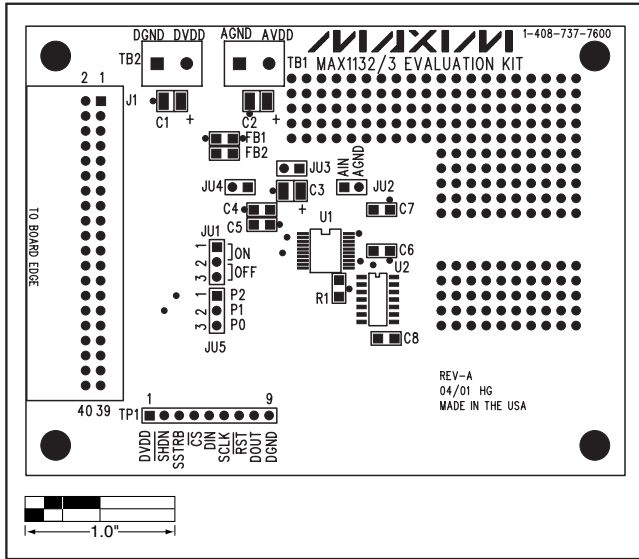 DGND DVDD AGND AVDD
MAXIM 1-408-737-7600
TB2 TB1 MAX1132/3 EVALUATION KIT
2 1
J1
C1 + C2 +
FB1
FB2
JU3
AIN
AGND
JU4 C3 + JU2
C4 C7
C5 U1
JU1
1
2
3
ON
OFF
C6
U2
R1
TO BOARD EDGE
1 P2
2 P1
3 P0
JU5
C8
REV-A
04/01 HG
MADE IN THE USA
40 39 TP1 1 9
DVDD
SHDN
SSTRB
CS
DIN
SCLK
RST
DOUT
DGND
1.0"